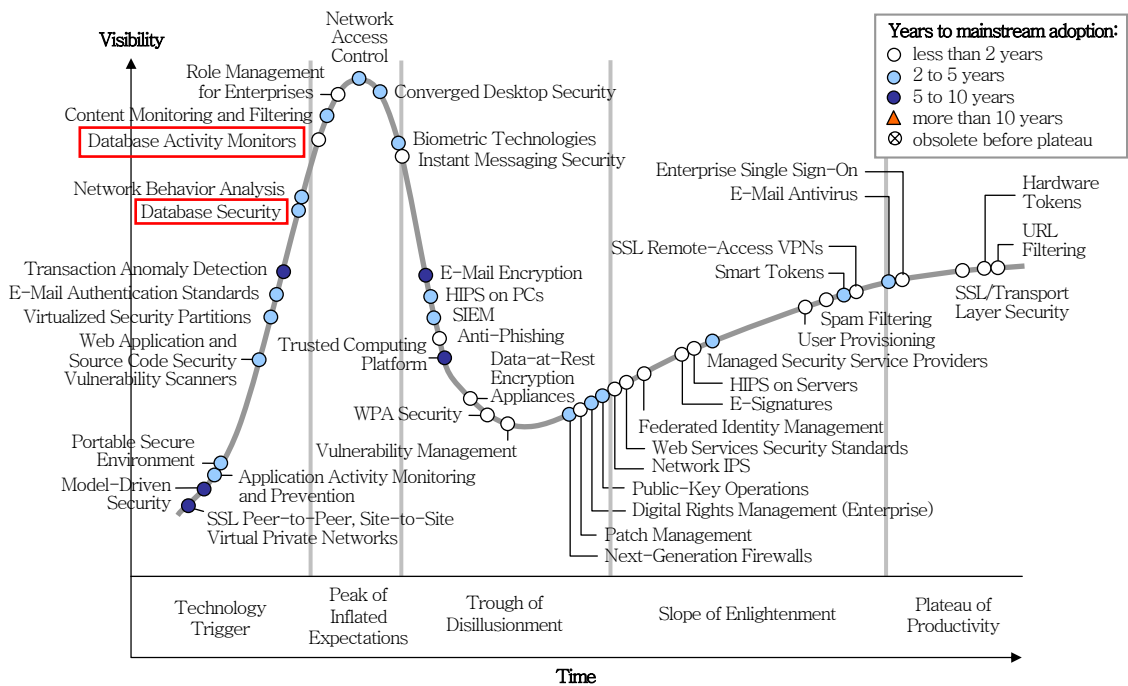 Network
Access
Control
Visibility
Years to mainstream adoption:
less than 2 years
2 to 5 years
5 to 10 years
more than 10 years
obsolete before plateau
Role Management
for Enterprises
Converged Desktop Security
Content Monitoring and Filtering
Database Activity Monitors
Biometric Technologies
Instant Messaging Security
Network Behavior Analysis
Database Security
Transaction Anomaly Detection
E-Mail Authentication Standards
Virtualized Security Partitions
Web Application and
Source Code Security
Vulnerability Scanners
Portable Secure
Environment
Model-Driven
Security
Application Activity Monitoring
and Prevention
SSL Peer-to-Peer, Site-to-Site
Virtual Private Networks
E-Mail Encryption
HIPS on PCs
SIEM
Anti-Phishing
Trusted Computing
Platform
Data-at-Rest
Encryption
Appliances
WPA Security
Vulnerability Management
Enterprise Single Sign-On
E-Mail Antivirus
SSL Remote-Access VPNs
Smart Tokens
Hardware
Tokens
URL
Filtering
SSL/Transport
Layer Security
Spam Filtering
User Provisioning
Managed Security Service Providers
HIPS on Servers
E-Signatures
Federated Identity Management
Web Services Security Standards
Network IPS
Public-Key Operations
Digital Rights Management (Enterprise)
Patch Management
Next-Generation Firewalls
Technology
Trigger
Peak of
Inflated
Expectations
Trough of
Disillusionment
Slope of Enlightenment
Plateau of
Productivity
Time